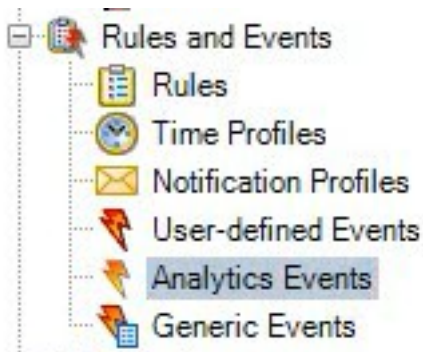 Rules and Events
Rules
Time Profiles
Notification Profiles
User-defined Events
Analytics Events
Generic Events